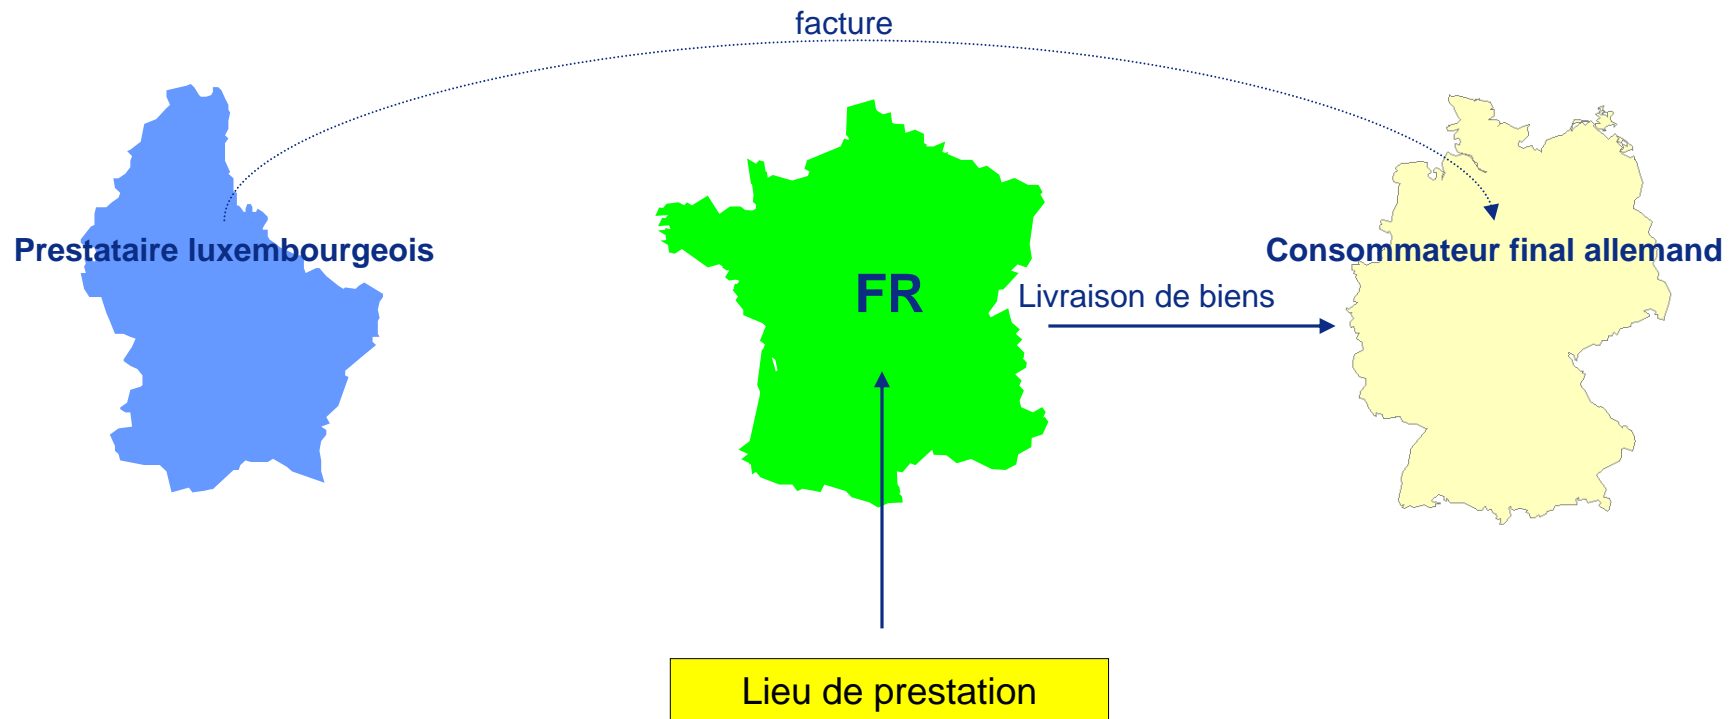 facture
Prestataire luxembourgeois
Consommateur final allemand
FR
Livraison de biens
Lieu de prestation